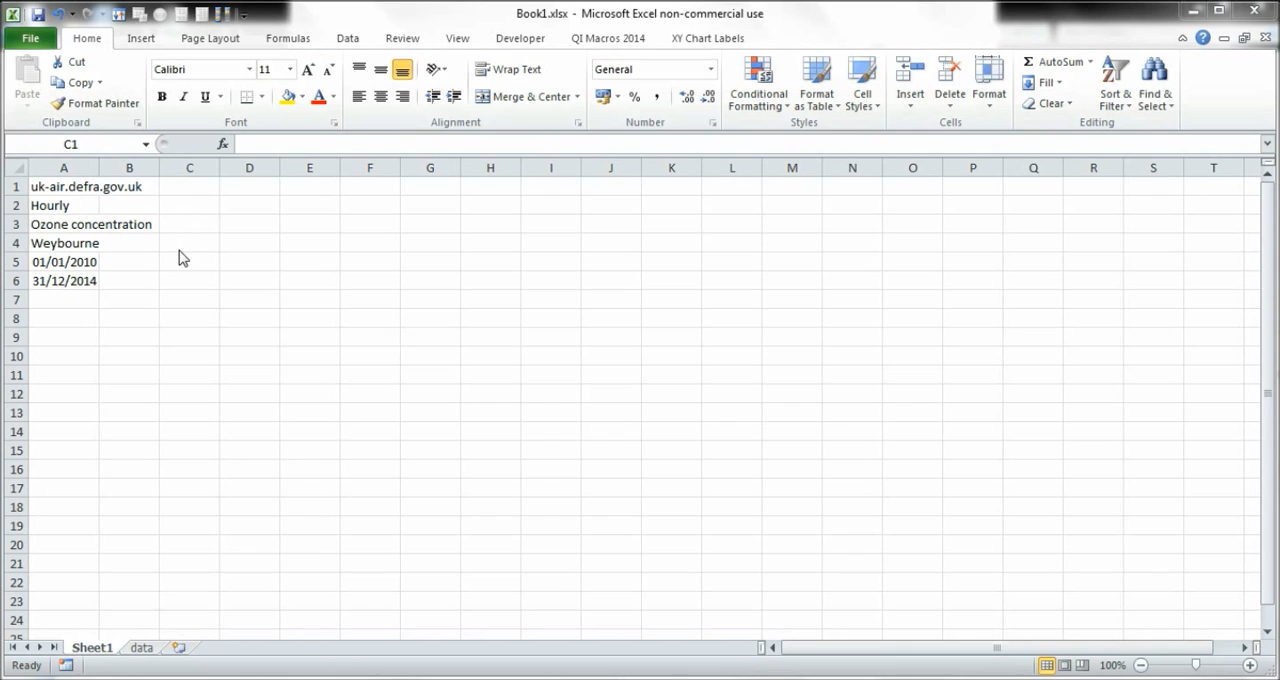 Book1.xlsx - Microsoft Excel non-commercial use
File Home Insert Page Layout Formulas Data Review View Developer QI Macros 2014 XY Chart Labels
Paste
Cut
Copy
Format Painter
Clipboard
Calibri 11
B I U
Font
Wrap Text
Merge & Center
Alignment
General
%
Number
Conditional Formatting
Format as Table
Cell Styles
Styles
Insert Delete Format
Cells
AutoSum
Fill
Clear
Sort & Filter
Find & Select
Editing
C1 fx
A B C D E F G H I J K L M N O P Q R S T
1 uk-air.defra.gov.uk
2 Hourly
3 Ozone concentration
4 Weybourne
5 01/01/2010
6 31/12/2014
7
8
9
10
11
12
13
14
15
16
17
18
19
20
21
22
23
24
25
Sheet1 data
Ready 100%